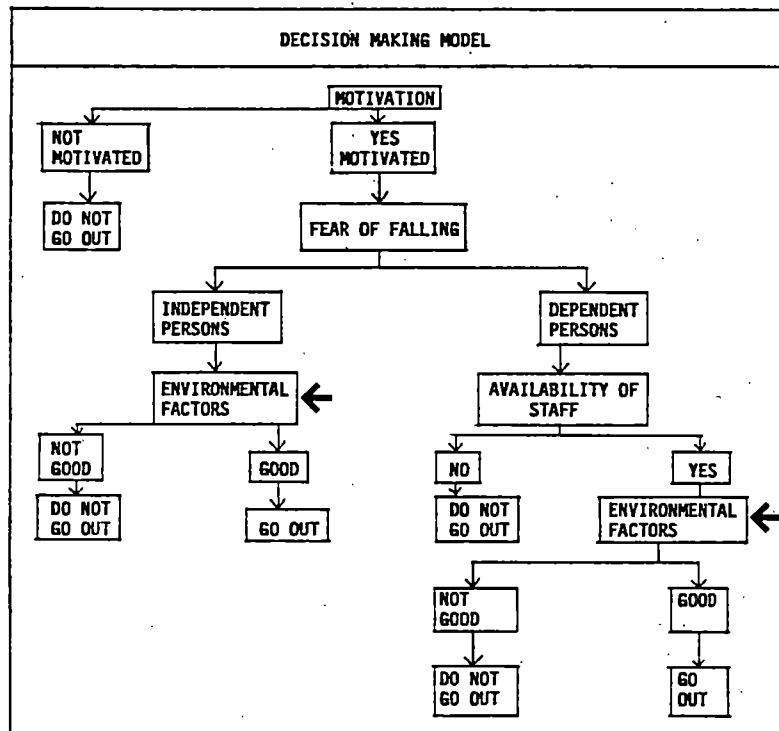 DECISION MAKING MODEL
MOTIVATION
NOT
MOTIVATED
YES
MOTIVATED
DO NOT
GO OUT
FEAR OF FALLING
INDEPENDENT
PERSONS
DEPENDENT
PERSONS
ENVIRONMENTAL
FACTORS
AVAILABILITY OF
STAFF
NOT
GOOD
GOOD
NO
YES
DO NOT
GO OUT
GO OUT
DO NOT
GO OUT
ENVIRONMENTAL
FACTORS
NOT
GOOD
GOOD
DO NOT
GO OUT
GO
OUT